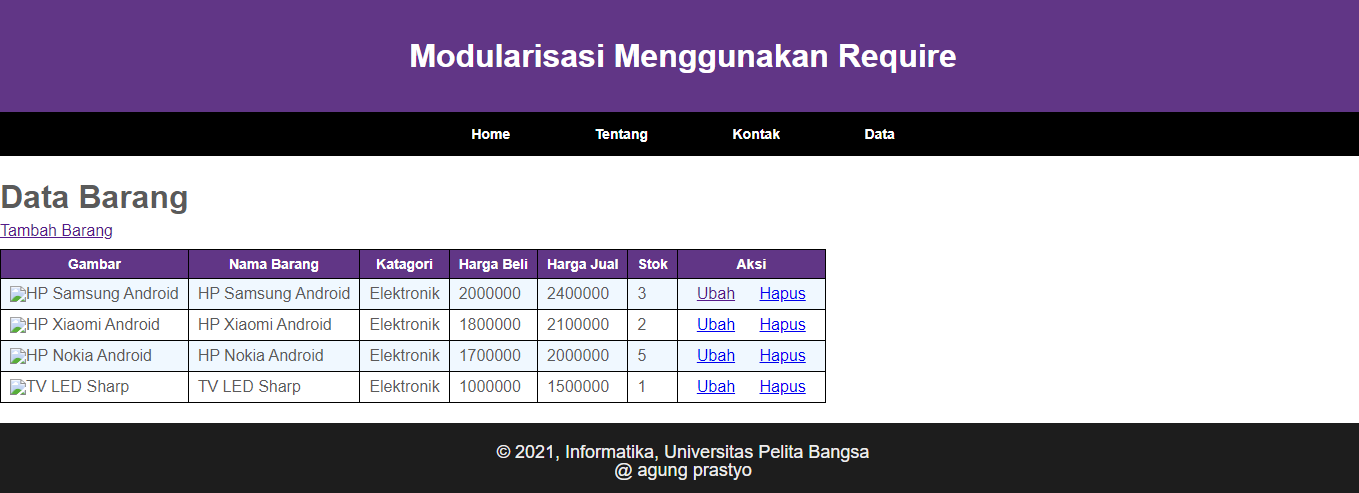 Modularisasi Menggunakan Require
Home Tentang Kontak Data
Data Barang
Tambah Barang
Gambar Nama Barang Katagori Harga Beli Harga Jual Stok Aksi
HP Samsung Android HP Samsung Android Elektronik 2000000 2400000 3 Ubah Hapus
HP Xiaomi Android HP Xiaomi Android Elektronik 1800000 2100000 2 Ubah Hapus
HP Nokia Android HP Nokia Android Elektronik 1700000 2000000 5 Ubah Hapus
TV LED Sharp TV LED Sharp Elektronik 1000000 1500000 1 Ubah Hapus
© 2021, Informatika, Universitas Pelita Bangsa
@ agung prastyo